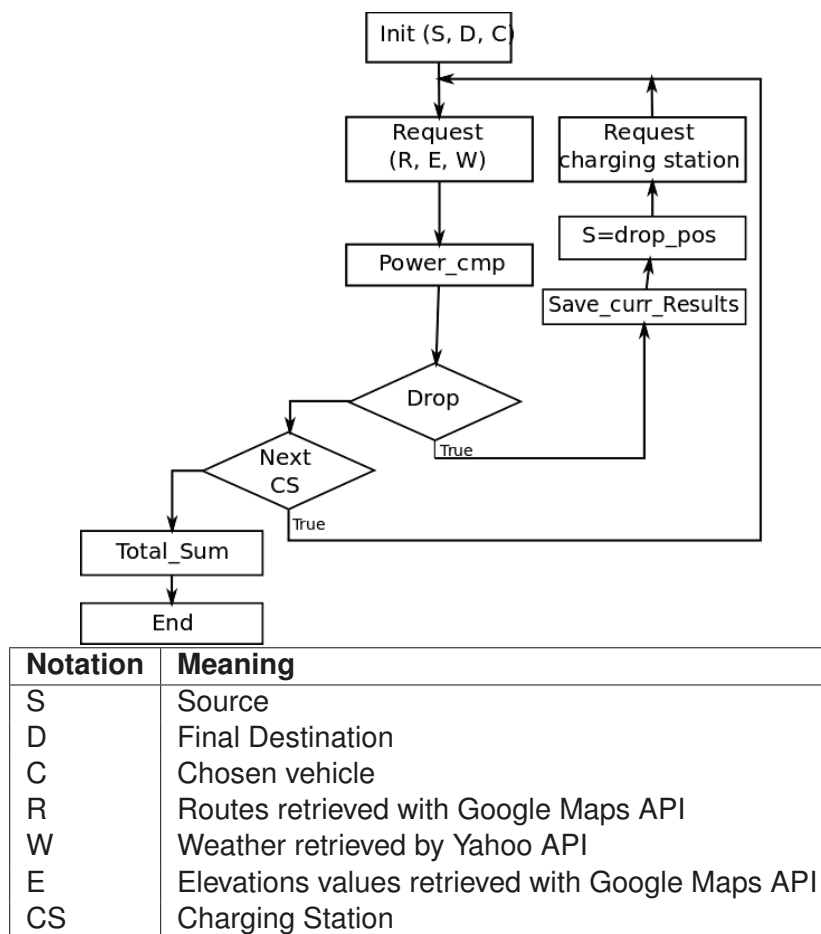 Init (S, D, C)
Request
(R, E, W)
Request
charging station
S=drop_pos
Power_cmp
Save_curr_Results
Drop
True
Next
CS
True
Total_Sum
End
Notation Meaning
S Source
D Final Destination
C Chosen vehicle
R Routes retrieved with Google Maps API
W Weather retrieved by Yahoo API
E Elevations values retrieved with Google Maps API
CS Charging Station